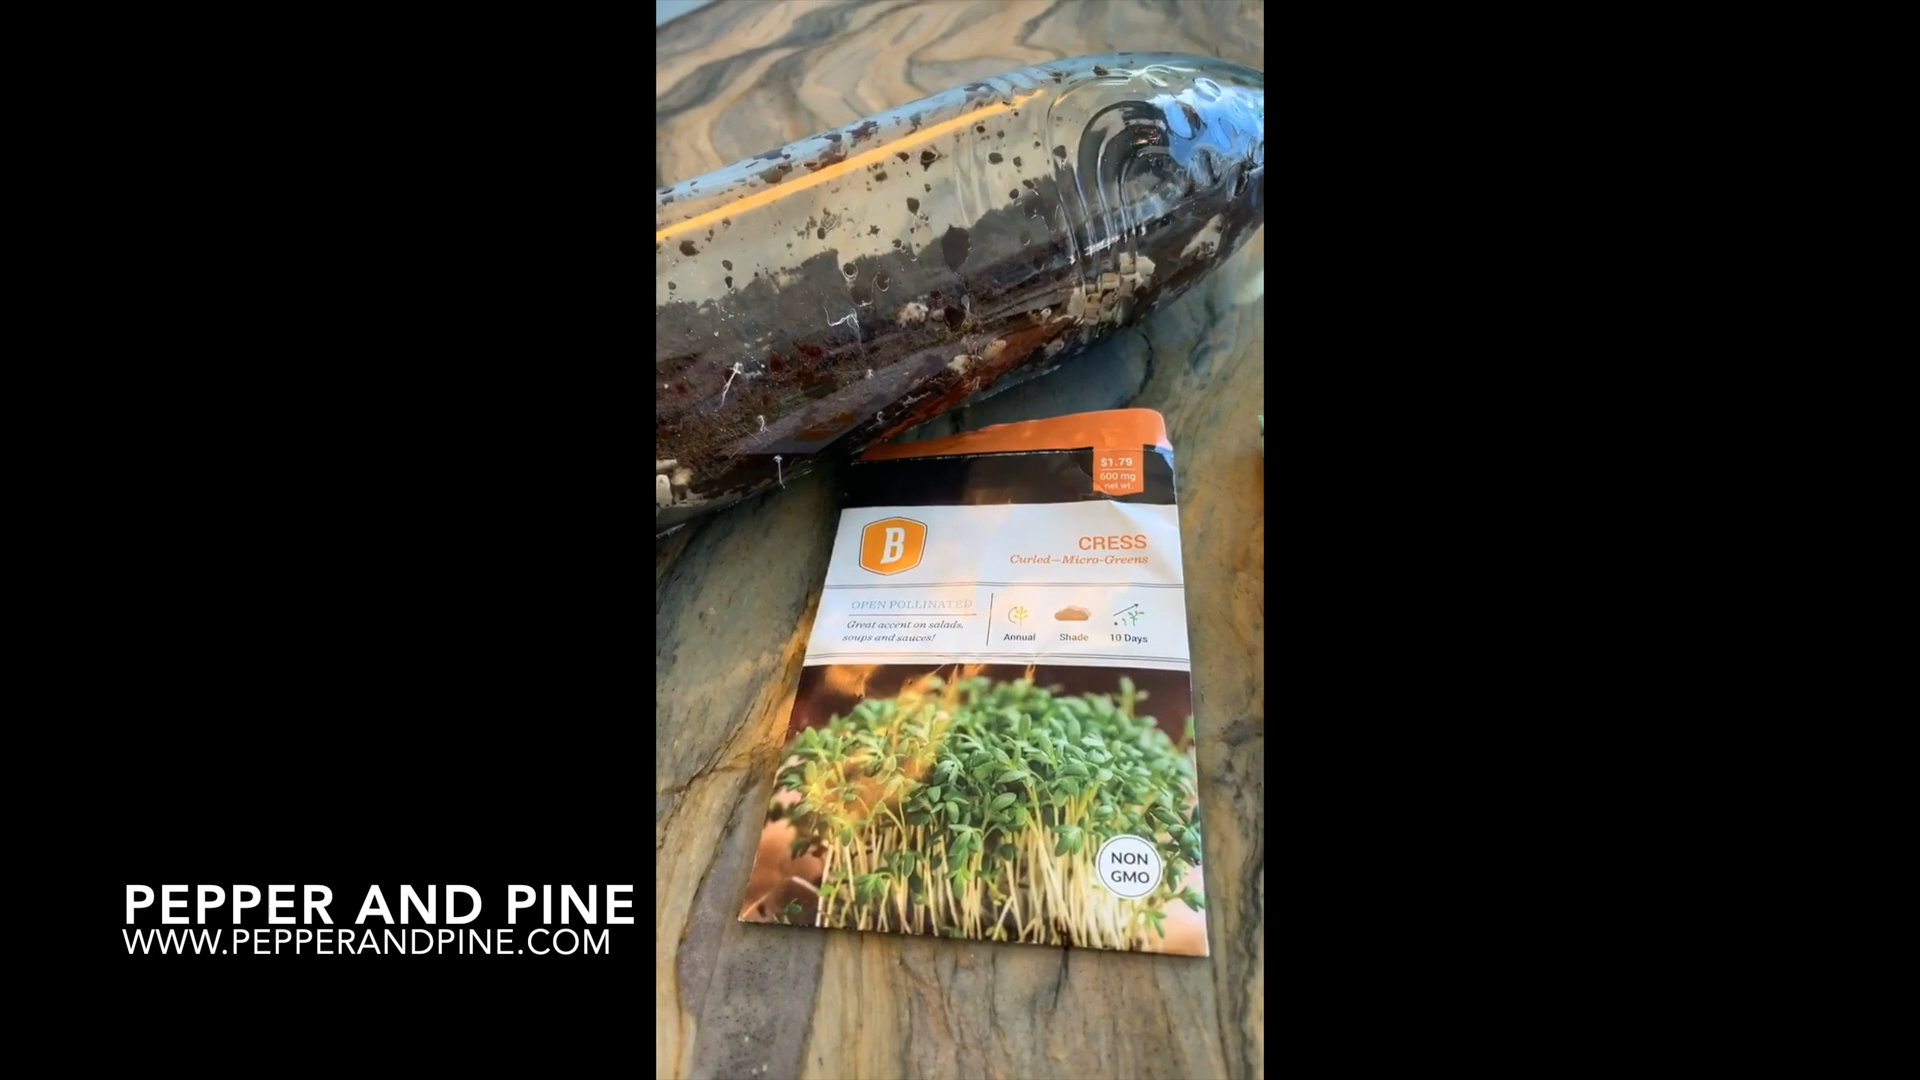 $1.79
600 mg
net wt.
B
CRESS
Curled—Micro-Greens
OPEN POLLINATED
Great accent on salads,
soups and sauces!
Annual
Shade
10 Days
NON
GMO
PEPPER AND PINE
WWW.PEPPERANDPINE.COM